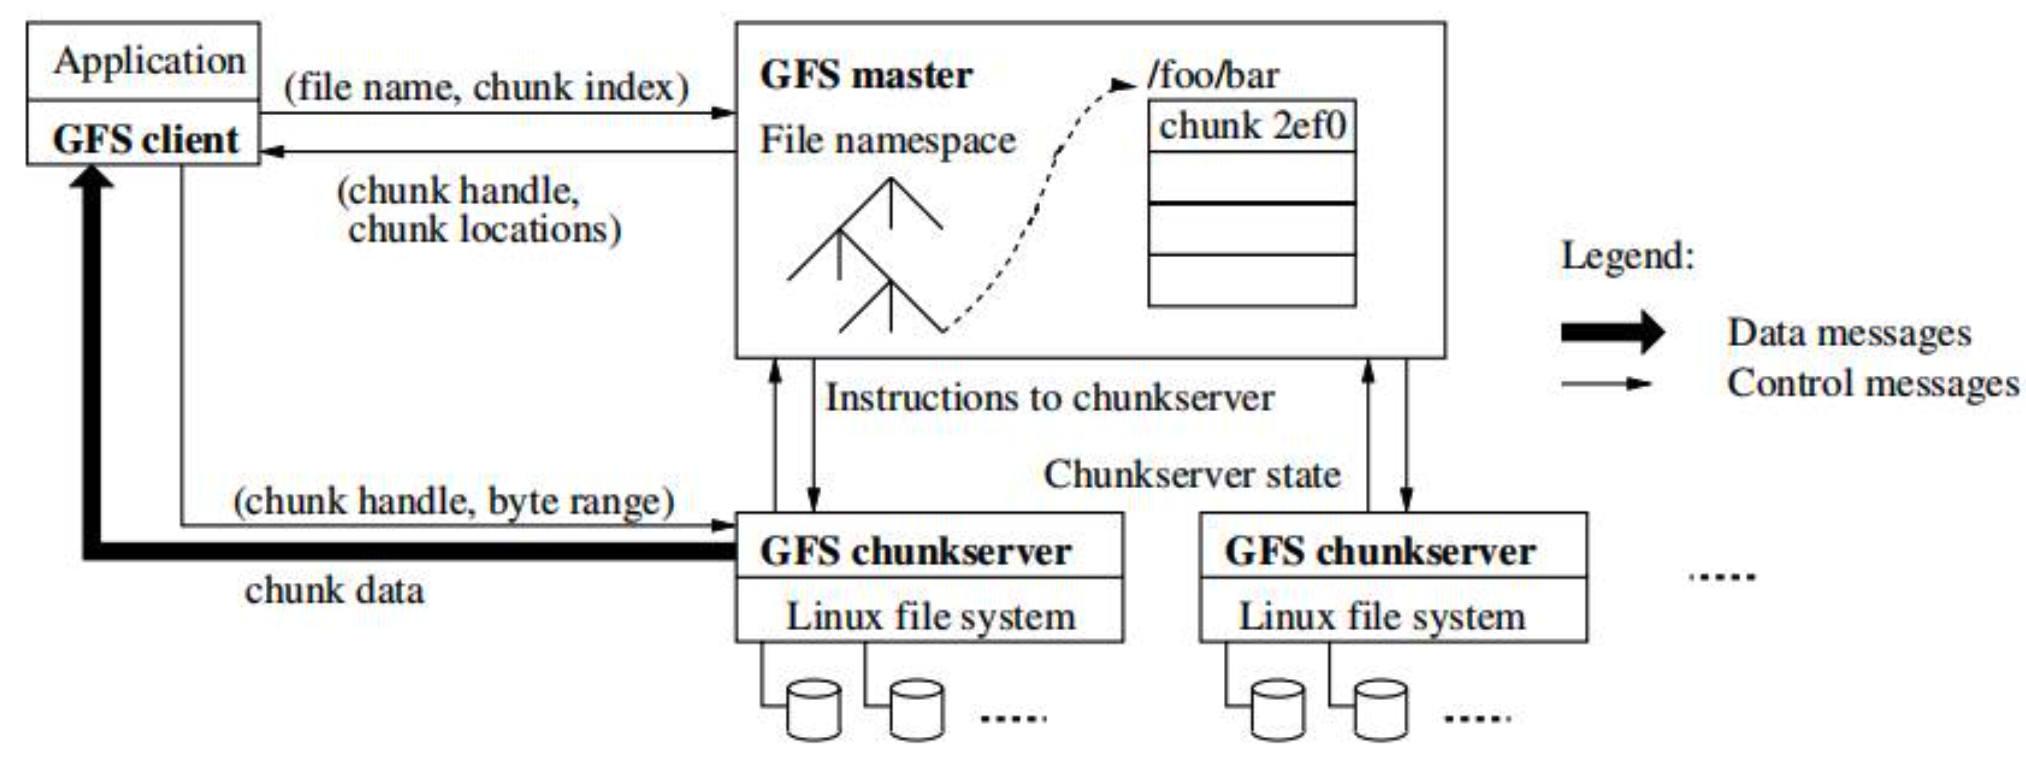 Application
GFS client
(file name, chunk index)
(chunk handle,
chunk locations)
GFS master
File namespace
/foo/bar
chunk 2ef0
Legend:
Data messages
Control messages
Instructions to chunkserver
Chunkserver state
(chunk handle, byte range)
chunk data
GFS chunkserver
Linux file system
GFS chunkserver
Linux file system